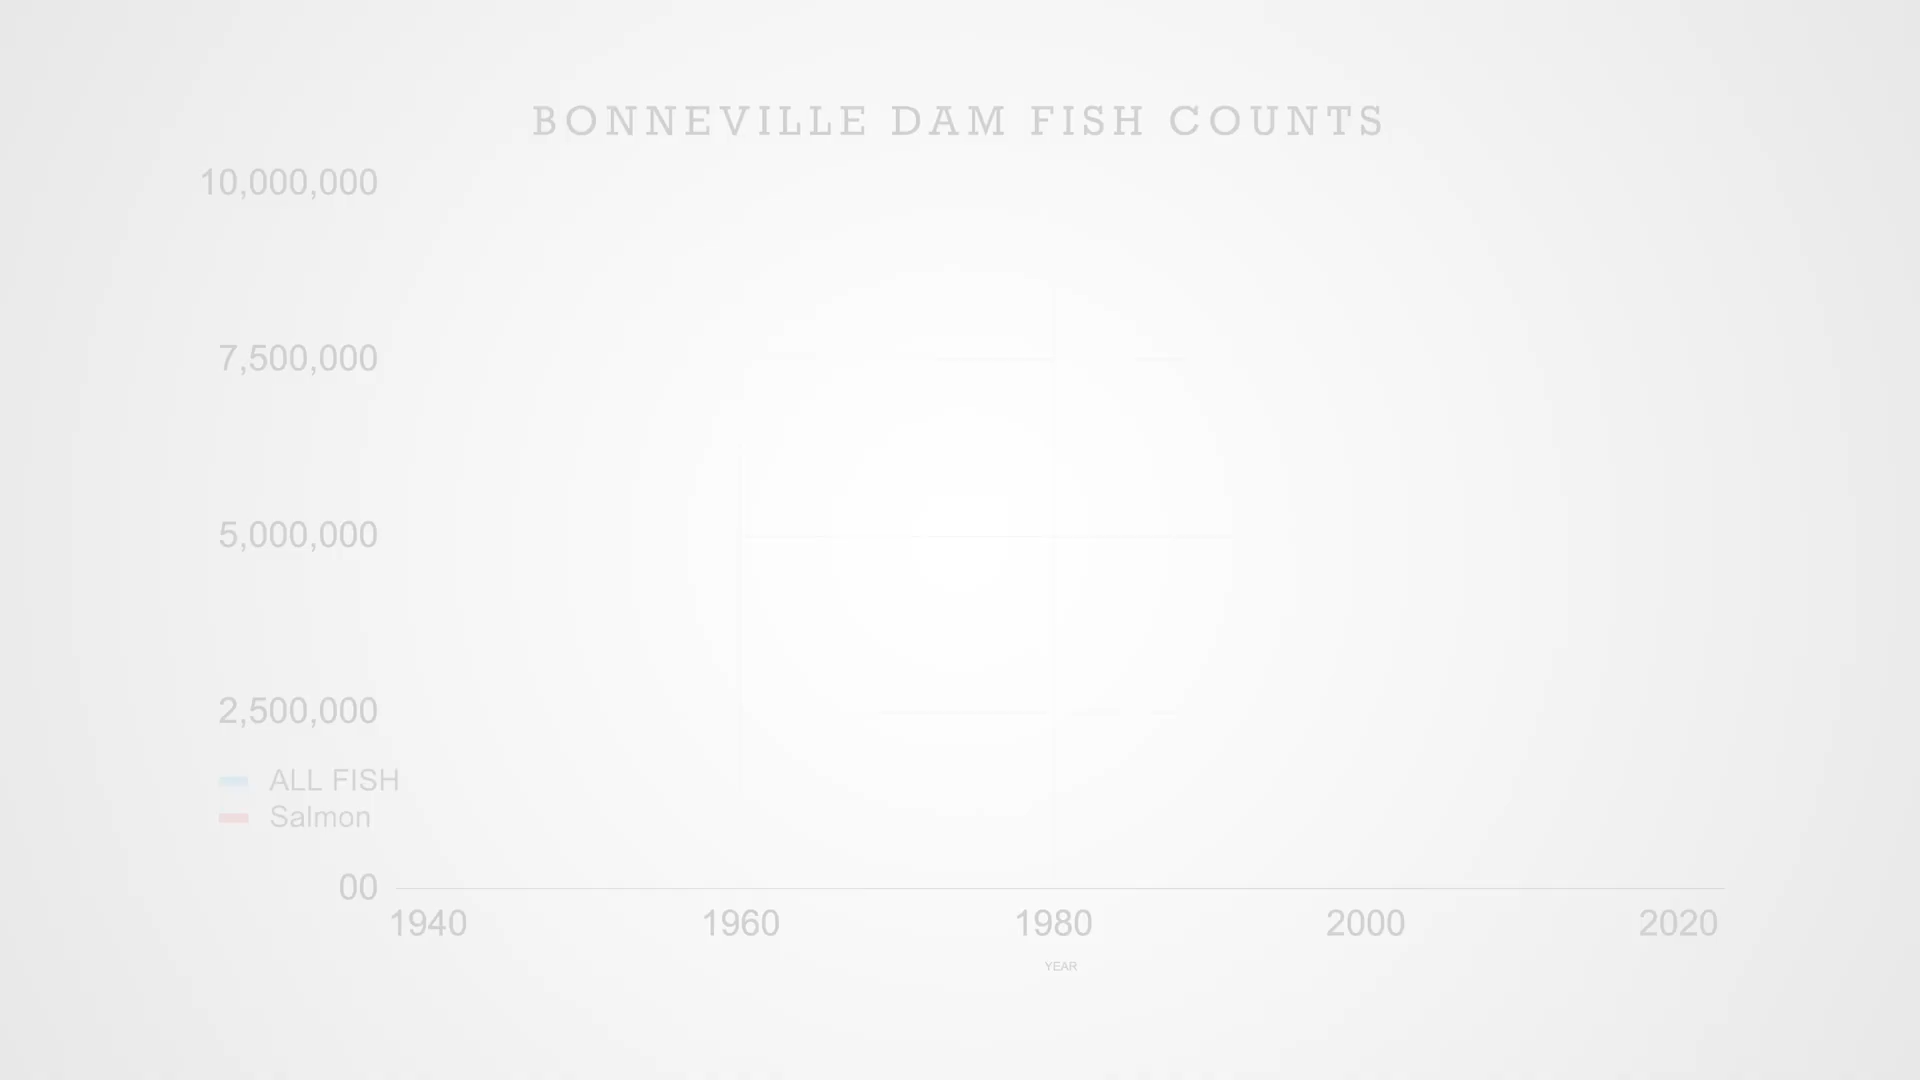 BONNEVILLE DAM FISH COUNTS
10,000,000
7,500,000
5,000,000
2,500,000
ALL FISH
Salmon
00
1940 1960 1980 2000 2020
YEAR